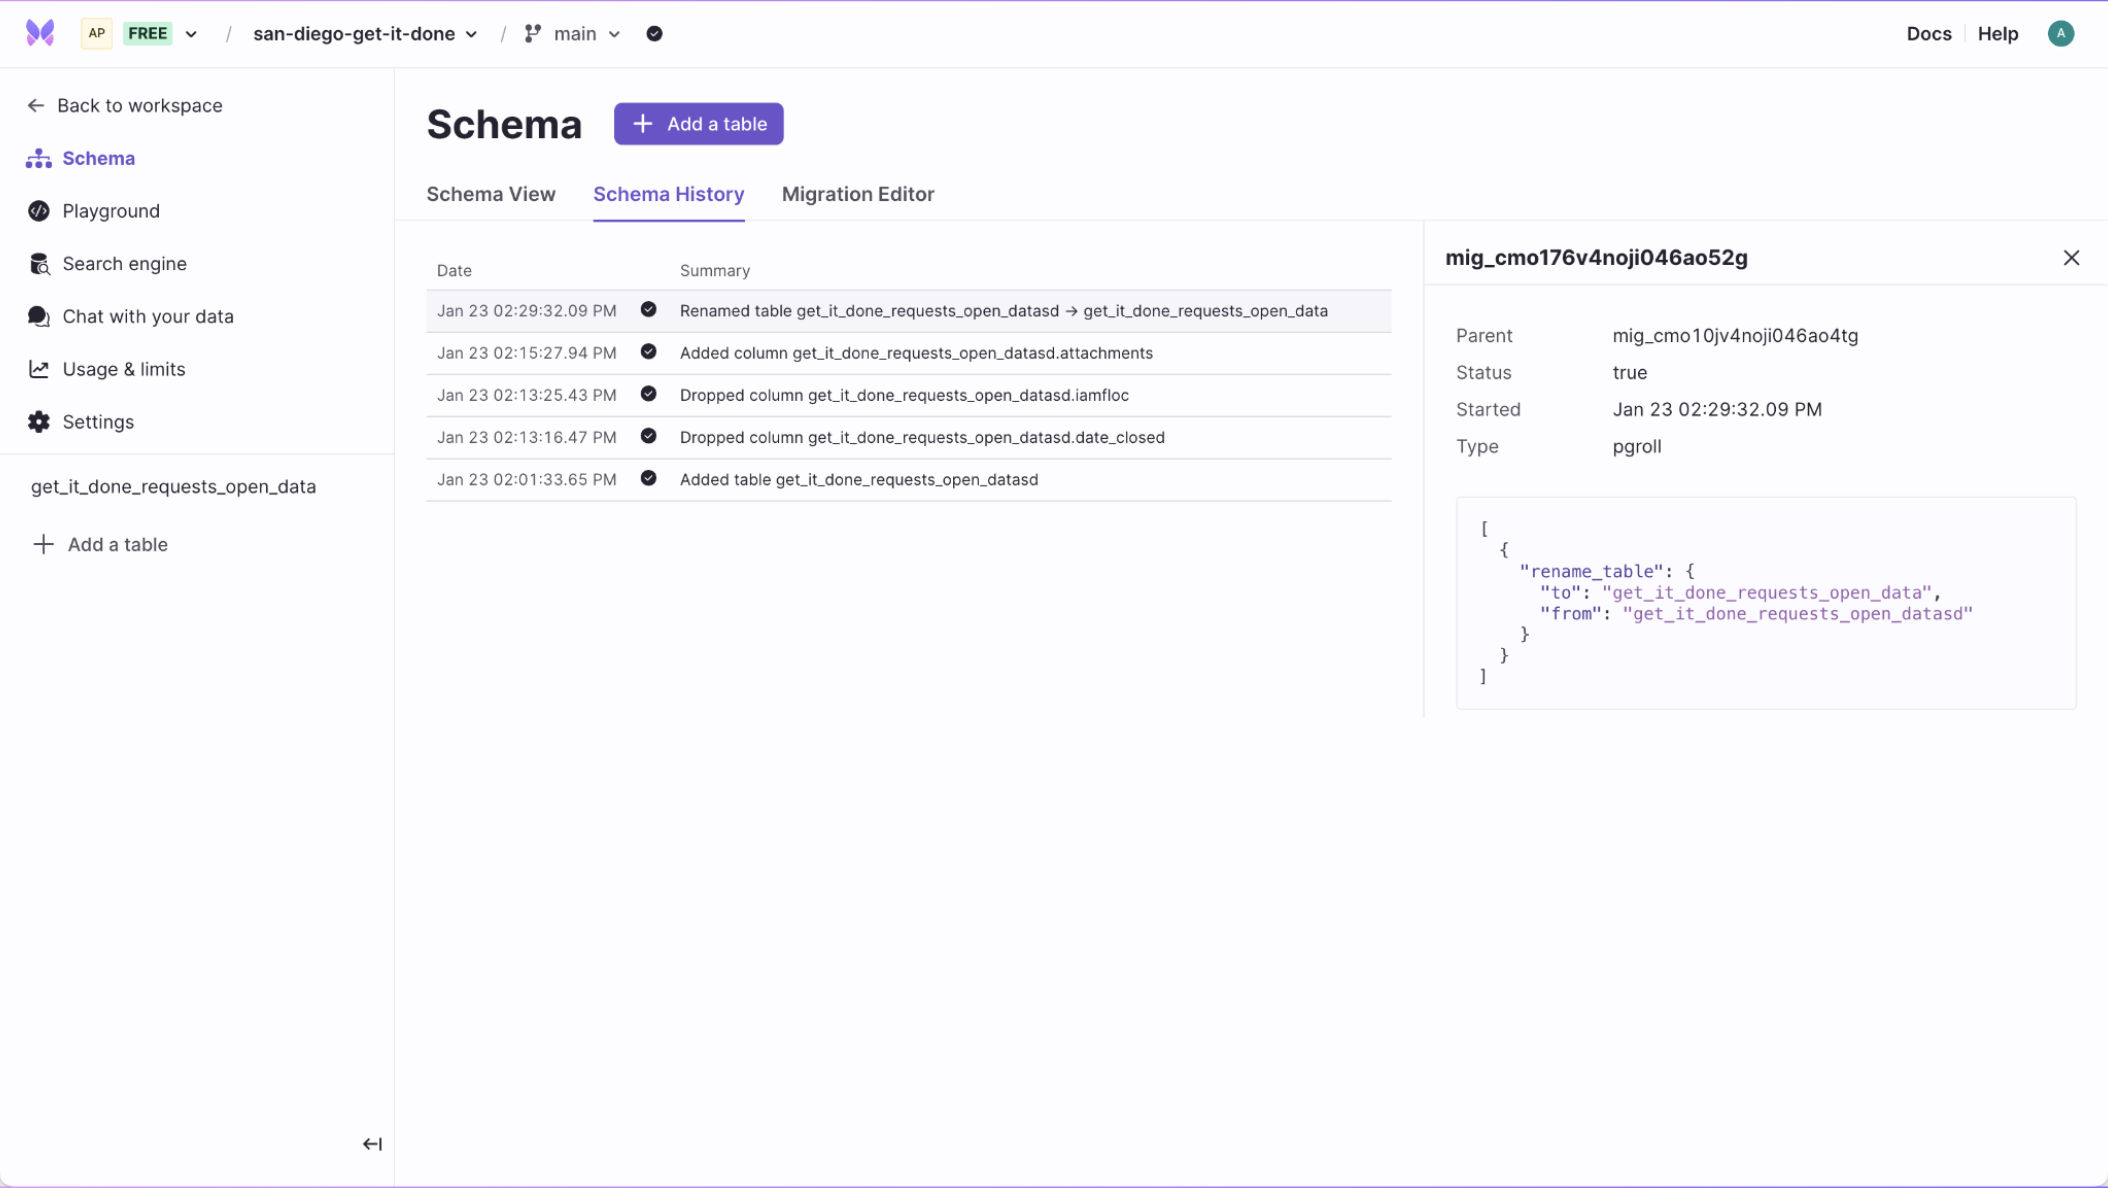 AP FREE / san-diego-get-it-done / main
Docs Help A
Back to workspace
Schema
Playground
Search engine
Chat with your data
Usage & limits
Settings
get_it_done_requests_open_data
Add a table
Schema
Add a table
Schema View Schema History Migration Editor
Date Summary
Jan 23 02:29:32.09 PM Renamed table get_it_done_requests_open_datasd → get_it_done_requests_open_data
Jan 23 02:15:27.94 PM Added column get_it_done_requests_open_datasd.attachments
Jan 23 02:13:25.43 PM Dropped column get_it_done_requests_open_datasd.iamfloc
Jan 23 02:13:16.47 PM Dropped column get_it_done_requests_open_datasd.date_closed
Jan 23 02:01:33.65 PM Added table get_it_done_requests_open_datasd
mig_cmo176v4noji046ao52g
Parent mig_cmo10jv4noji046ao4tg
Status true
Started Jan 23 02:29:32.09 PM
Type pgroll
[
{
"rename_table": {
"to": "get_it_done_requests_open_data",
"from": "get_it_done_requests_open_datasd"
}
}
]